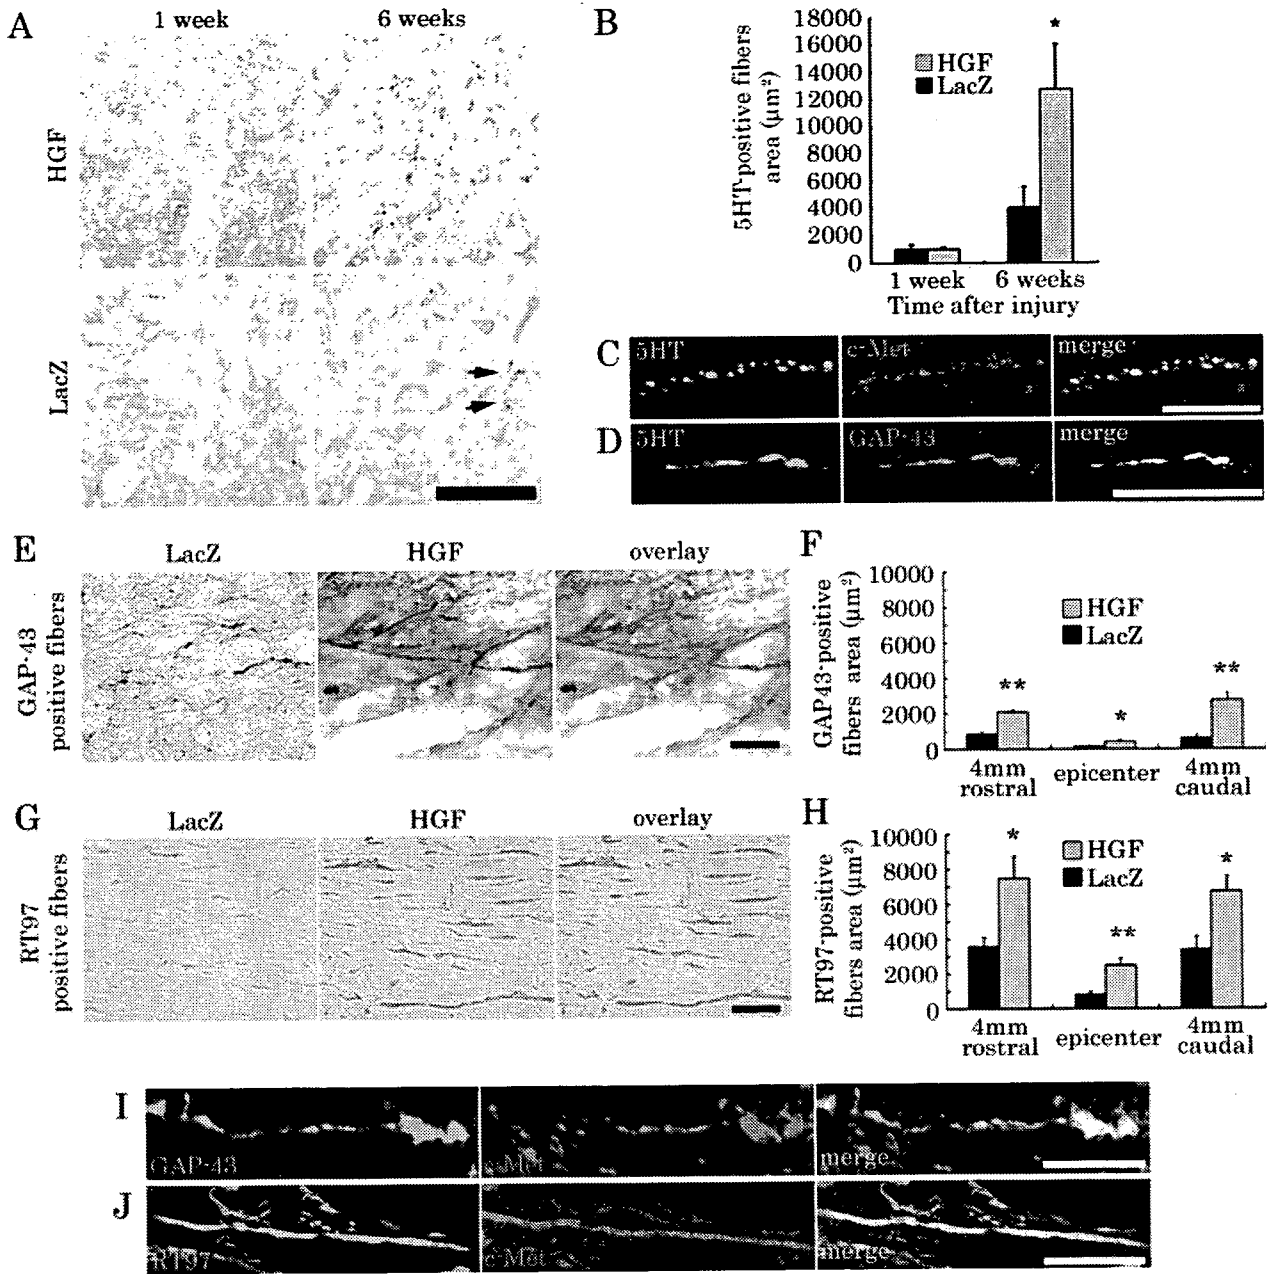 A
1 week
6 weeks
HGF
LacZ
B
5HT-positive fibers
area (μm²)
18000
16000
14000
12000
10000
8000
6000
4000
2000
0
*
HGF
LacZ
1 week 6 weeks
Time after injury
C
5HT
c-Met
merge
D
5HT
GAP-43
merge
E
LacZ
HGF
overlay
GAP-43
positive fibers
F
GAP43-positive
fibers area (μm²)
10000
8000
6000
4000
2000
0
HGF
LacZ
**
*
**
4mm
rostral
epicenter
4mm
caudal
G
LacZ
HGF
overlay
RT97
positive fibers
H
RT97-positive
fibers area (μm²)
10000
8000
6000
4000
2000
0
HGF
LacZ
*
**
*
4mm
rostral
epicenter
4mm
caudal
I
GAP-43
c-Met
merge
J
RT97
c-Met
merge